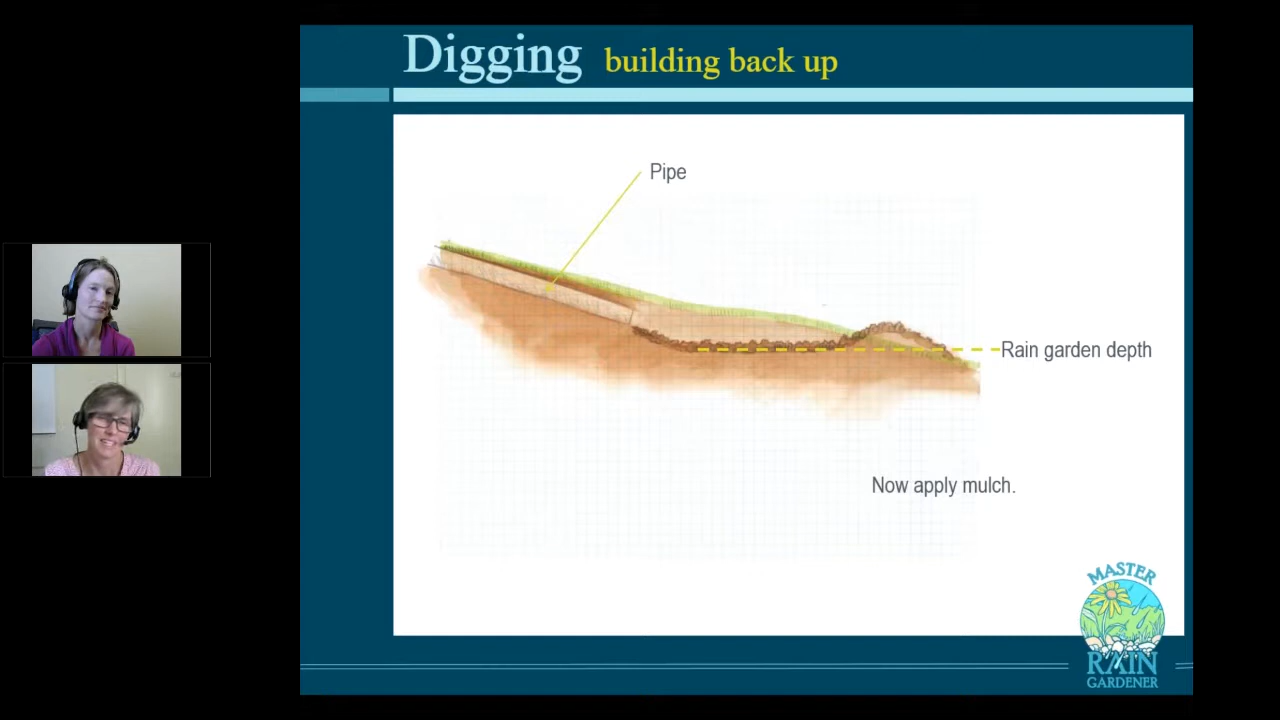 Digging building back up
Pipe
Rain garden depth
Now apply mulch.
MASTER
RAIN
GARDENER